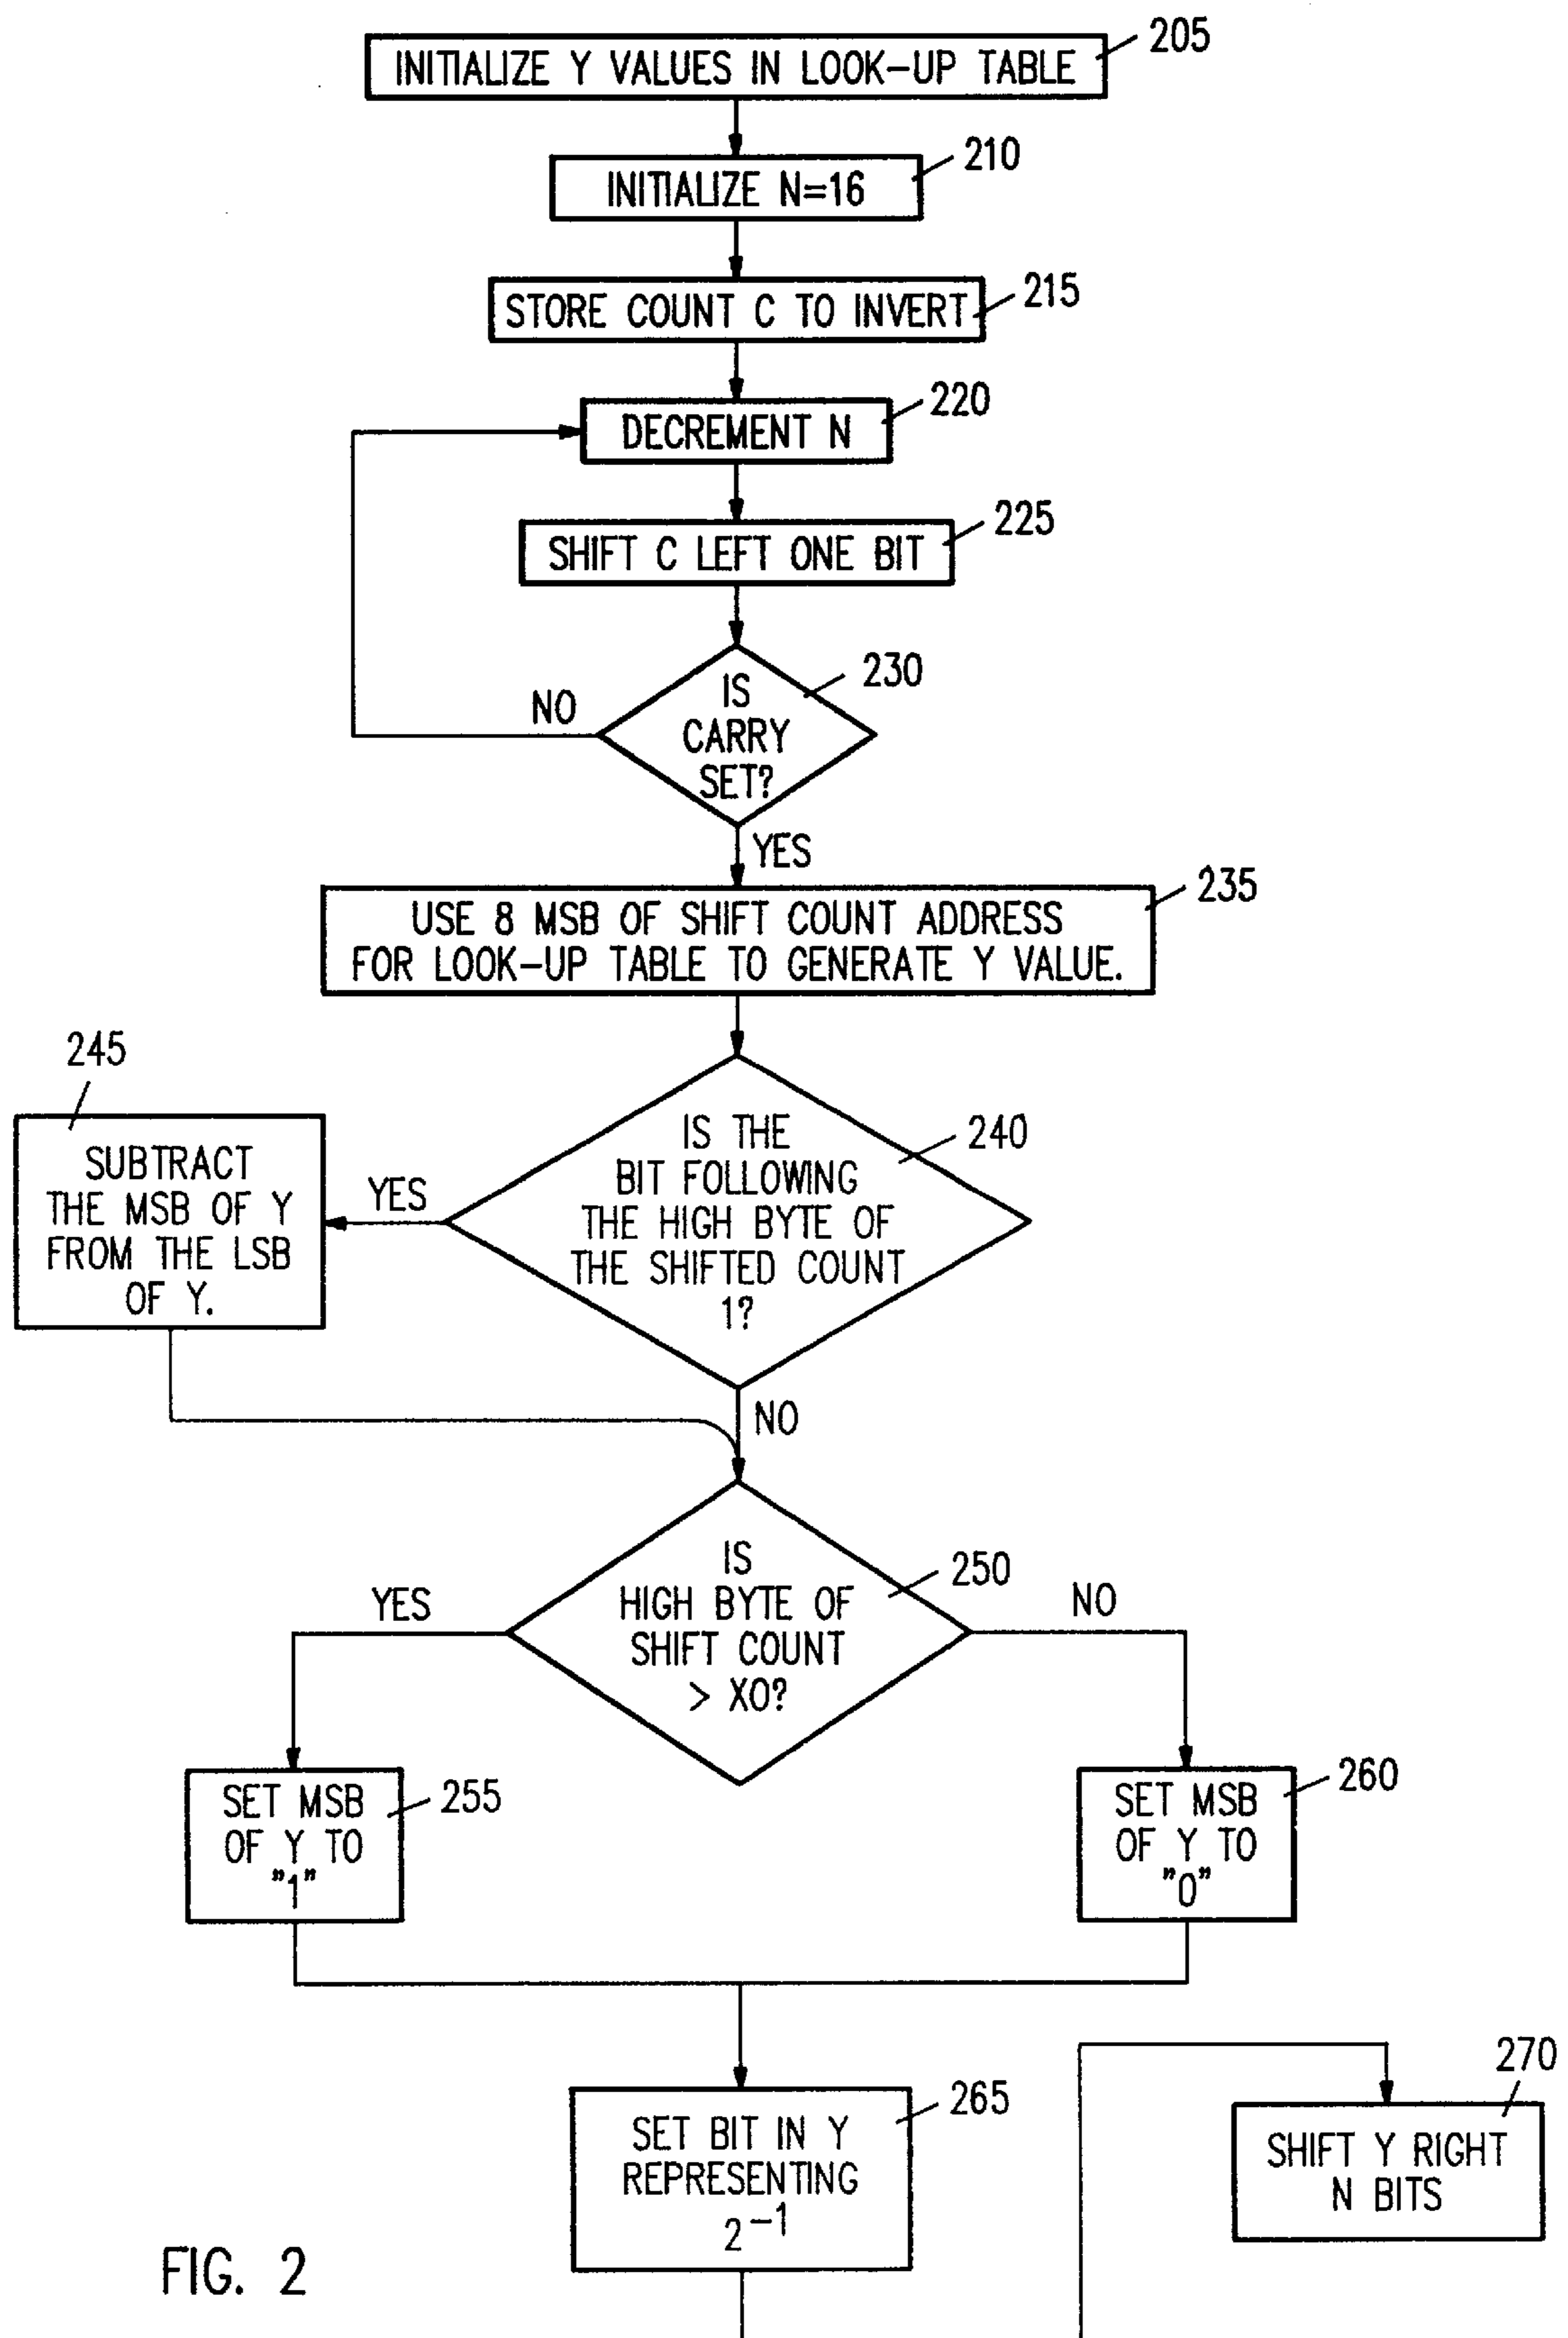 205
INITIALIZE Y VALUES IN LOOK-UP TABLE
210
INITIALIZE N=16
215
STORE COUNT C TO INVERT
220
DECREMENT N
225
SHIFT C LEFT ONE BIT
230
IS
CARRY
SET?
NO
YES
235
USE 8 MSB OF SHIFT COUNT ADDRESS
FOR LOOK-UP TABLE TO GENERATE Y VALUE.
240
IS THE
BIT FOLLOWING
THE HIGH BYTE OF
THE SHIFTED COUNT
1?
YES
245
SUBTRACT
THE MSB OF Y
FROM THE LSB
OF Y.
NO
250
IS
HIGH BYTE OF
SHIFT COUNT
> X0?
YES
NO
SET MSB
OF Y TO
"1"
255
SET MSB
OF Y TO
"0"
260
265
SET BIT IN Y
REPRESENTING
2⁻¹
270
SHIFT Y RIGHT
N BITS
FIG. 2